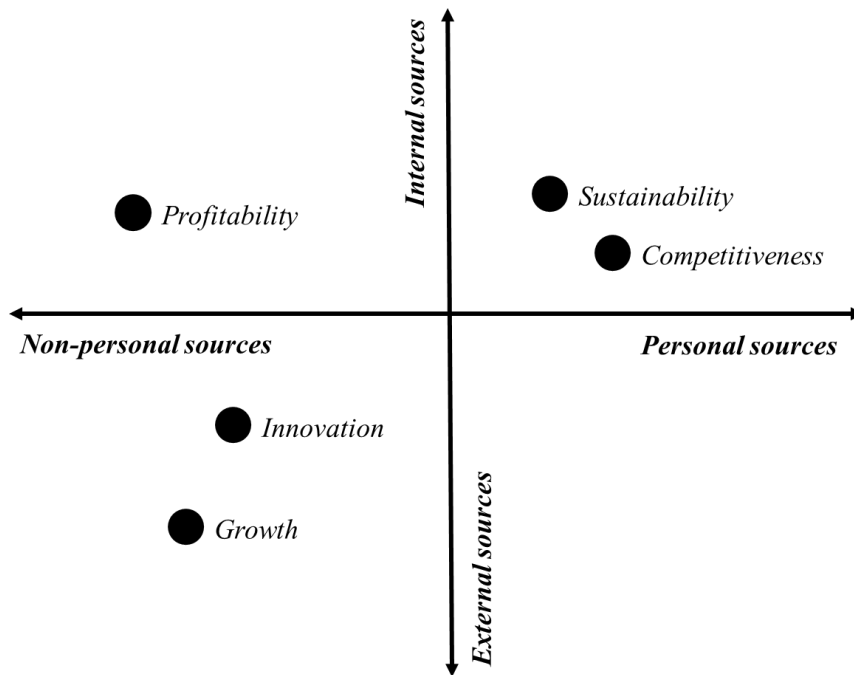 Internal sources
Sustainability
Profitability
Competitiveness
Non-personal sources
Personal sources
Innovation
Growth
External sources